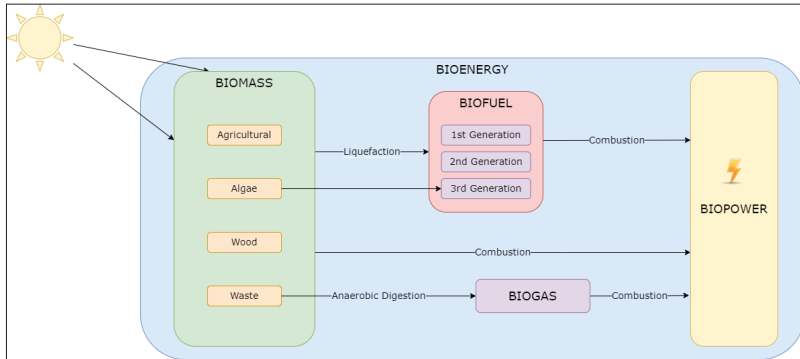 BIOENERGY
BIOMASS
BIOFUEL
Agricultural
1st Generation
Combustion
Liquefaction
2nd Generation
Algae
3rd Generation
BIOPOWER
Wood
Combustion
Waste
Anaerobic Digestion
BIOGAS
Combustion